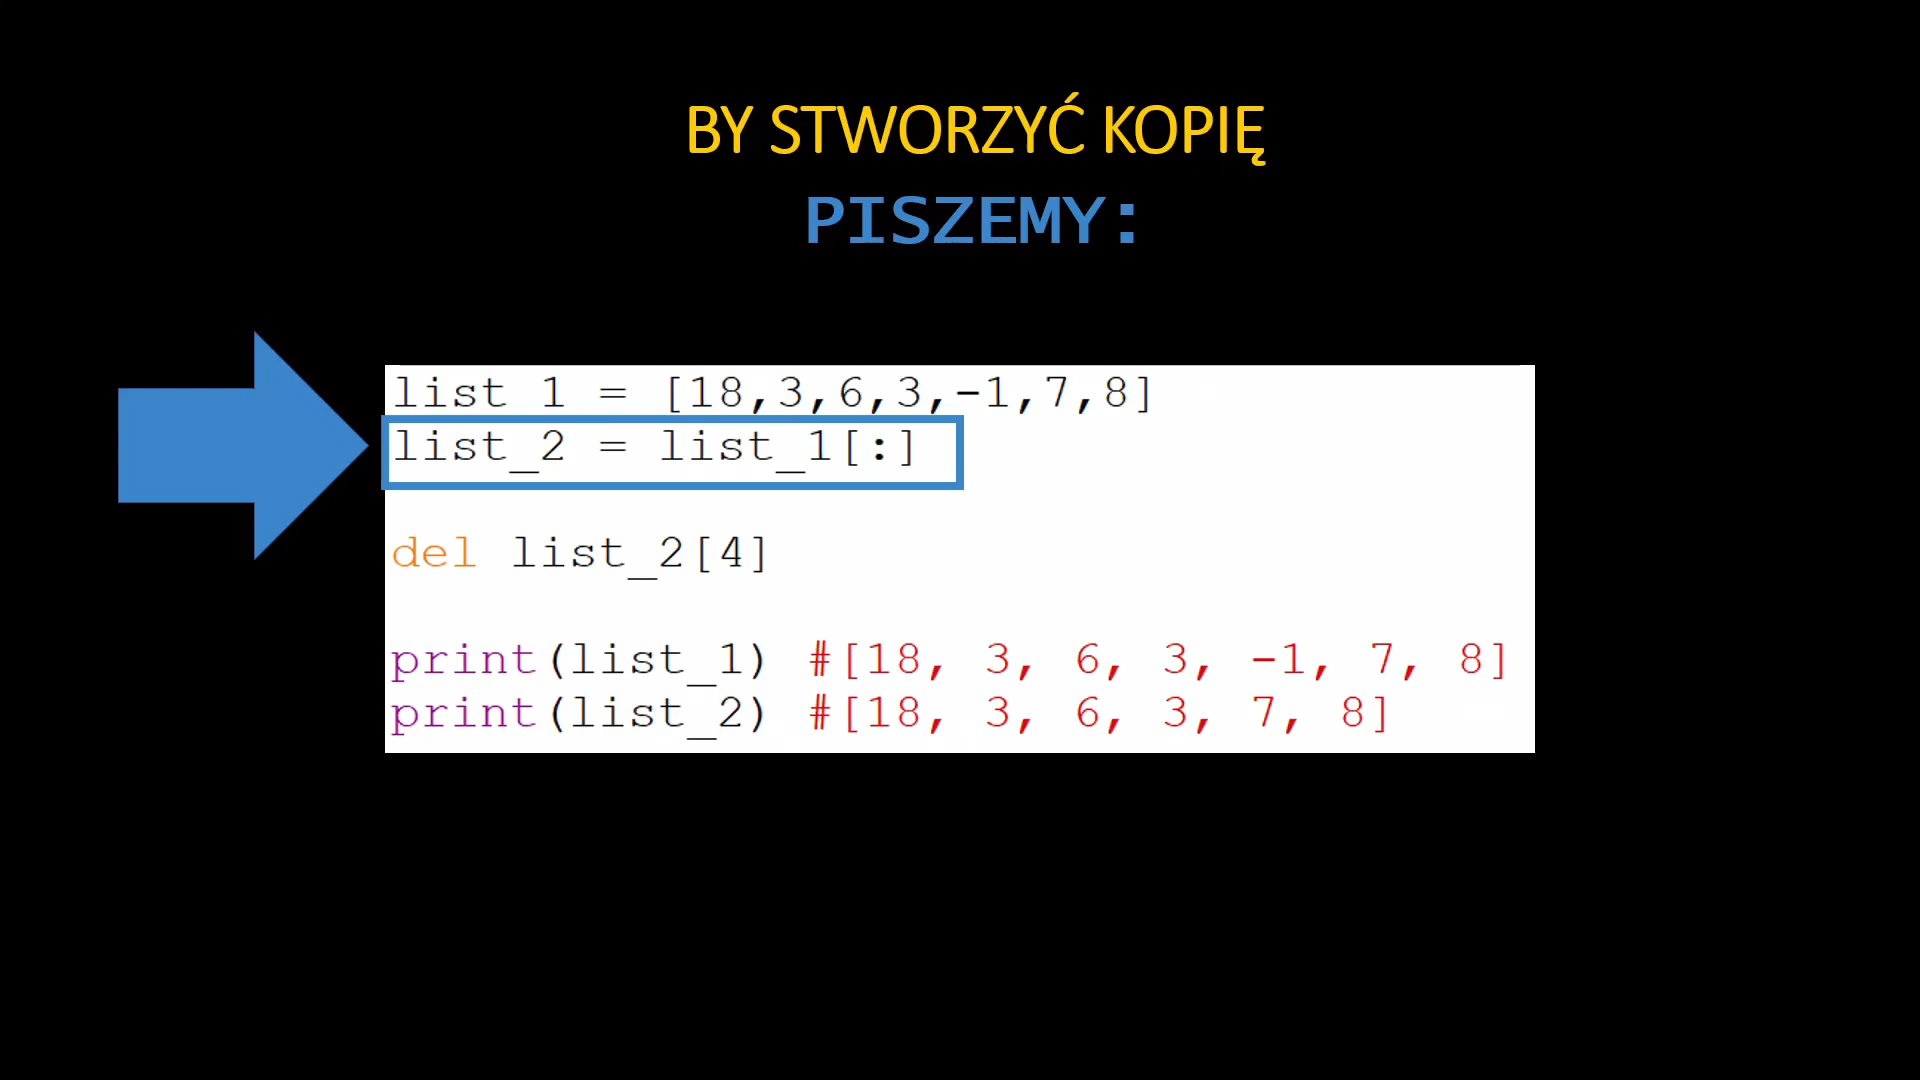 BY STWORZYĆ KOPIĘ
PISZEMY:
list_1 = [18,3,6,3,-1,7,8]
list_2 = list_1[:]
del list_2[4]
print(list_1) #[18, 3, 6, 3, -1, 7, 8]
print(list_2) #[18, 3, 6, 3, 7, 8]